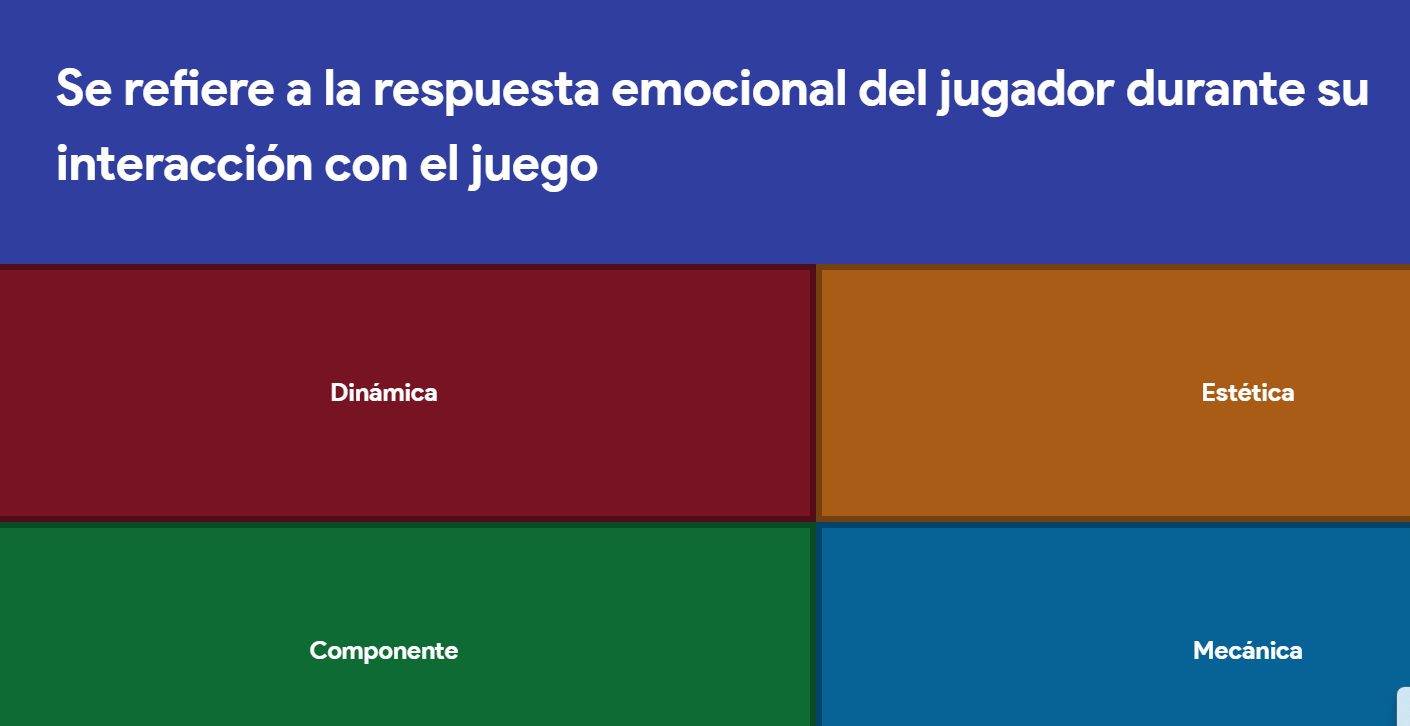 Se refiere a la respuesta emocional del jugador durante su
interacción con el juego
Dinámica
Estética
Componente
Mecánica